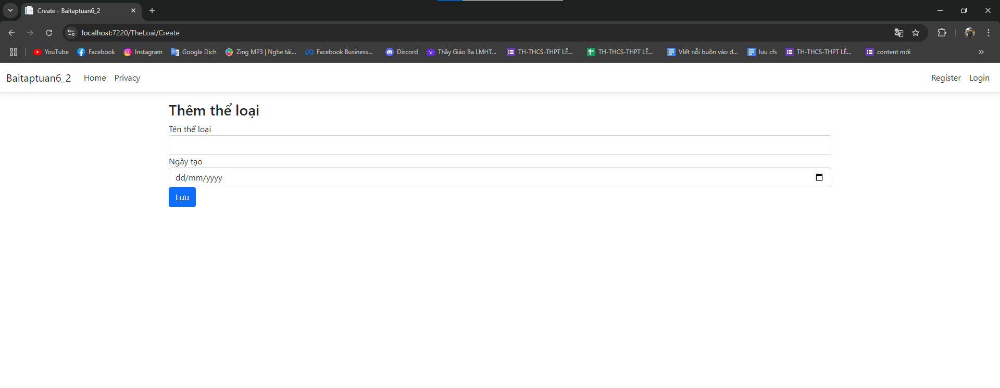 Create - Baitaptuan6_2
localhost:7220/TheLoai/Create
YouTube Facebook Instagram Google Dịch Zing MP3 | Nghe tải... Facebook Business... Discord Thầy Giáo Ba LMHT... TH-THCS-THPT LÊ... TH-THCS-THPT LÊ... VIết nỗi buồn vào đ... lưu cfs TH-THCS-THPT LÊ... content mới
Baitaptuan6_2 Home Privacy Register Login
Thêm thể loại
Tên thể loại
Ngày tạo
dd/mm/yyyy
Lưu